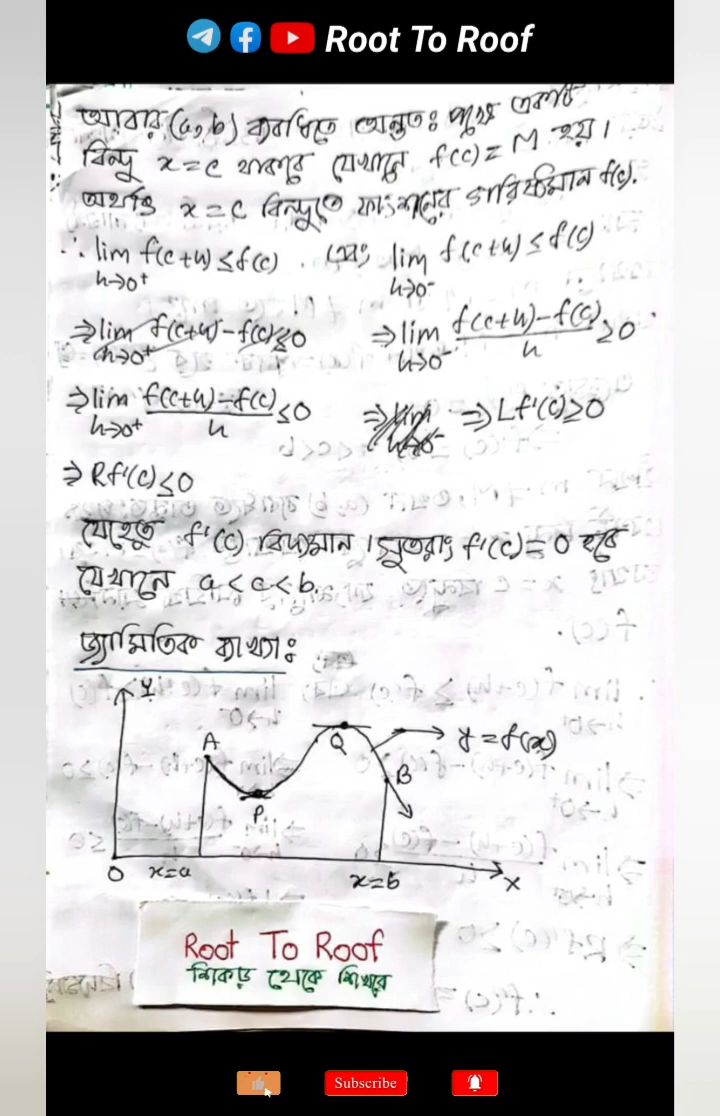 Root To Roof
আবার (a, b) ব্যবধিতে অন্তুতঃ পক্ষে একটি
বিন্দু x = c থাকবে যেখানে f(c) = M হয়।
অর্থাৎ x = c বিন্দুতে ফাংশনের গরিষ্ঠমান f(c).
∴ lim h→0⁺ f(c+h) ≤ f(c) . এবং lim h→0⁻ f(c+h) ≤ f(c)
⇒ lim h→0⁺ f(c+h) - f(c) ≤ 0 ⇒ lim h→0⁻ (f(c+h) - f(c))/h ≥ 0
⇒ lim h→0⁺ (f(c+h) - f(c))/h ≤ 0 ⇒ Lf'(c) ≥ 0
⇒ Rf'(c) ≤ 0
যেহেতু f'(c) বিদ্যমান। সুতরাং f'(c) = 0 হবে
যেখানে a < c < b.
জ্যামিতিক ব্যাখ্যাঃ
y
A
Q
y = f(x)
B
P
O x=a x=b X
Root To Roof
শিকড় থেকে শিখরে
Subscribe